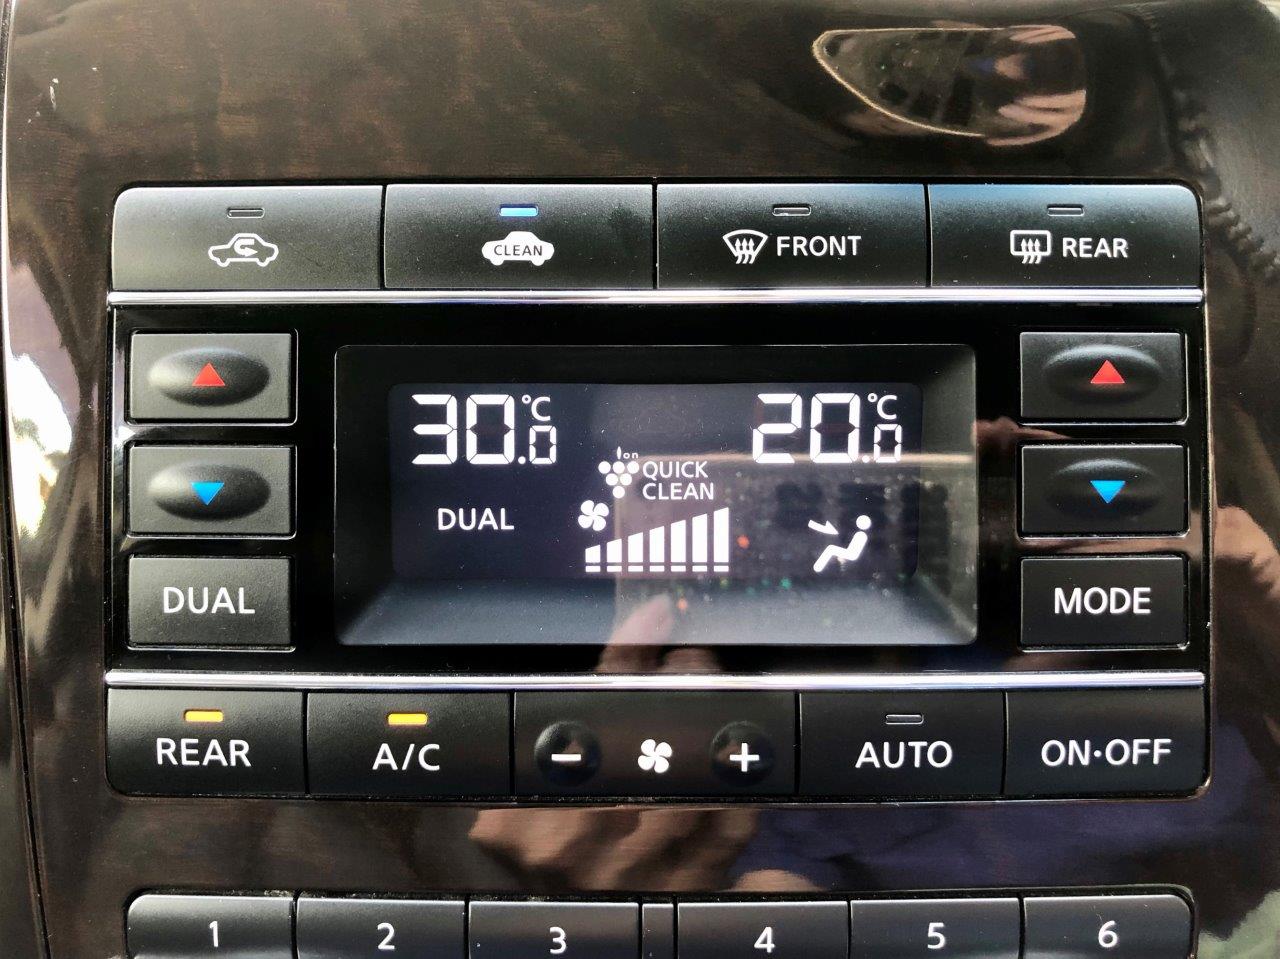 CLEAN
FRONT
REAR
30.0°C
20.0°C
ion
QUICK
CLEAN
DUAL
DUAL
MODE
REAR
A/C
-
+
AUTO
ON·OFF
1
2
3
4
5
6